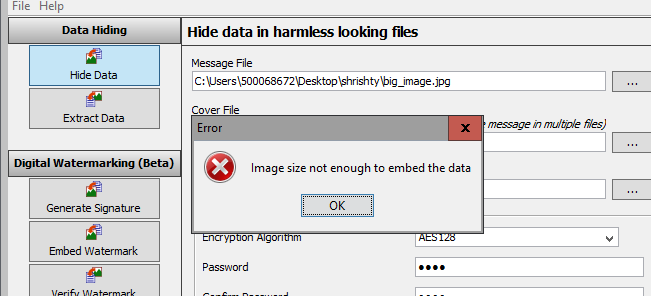 File Help
Data Hiding
Hide data in harmless looking files
Hide Data
Message File
C:\Users\500068672\Desktop\shrishty\big_image.jpg
...
Extract Data
Cover File
message in multiple files)
...
Error
x
Image size not enough to embed the data
OK
Digital Watermarking (Beta)
Generate Signature
...
Embed Watermark
Encryption Algorithm
AES128
Password
••••
Verify Watermark
Confirm Password